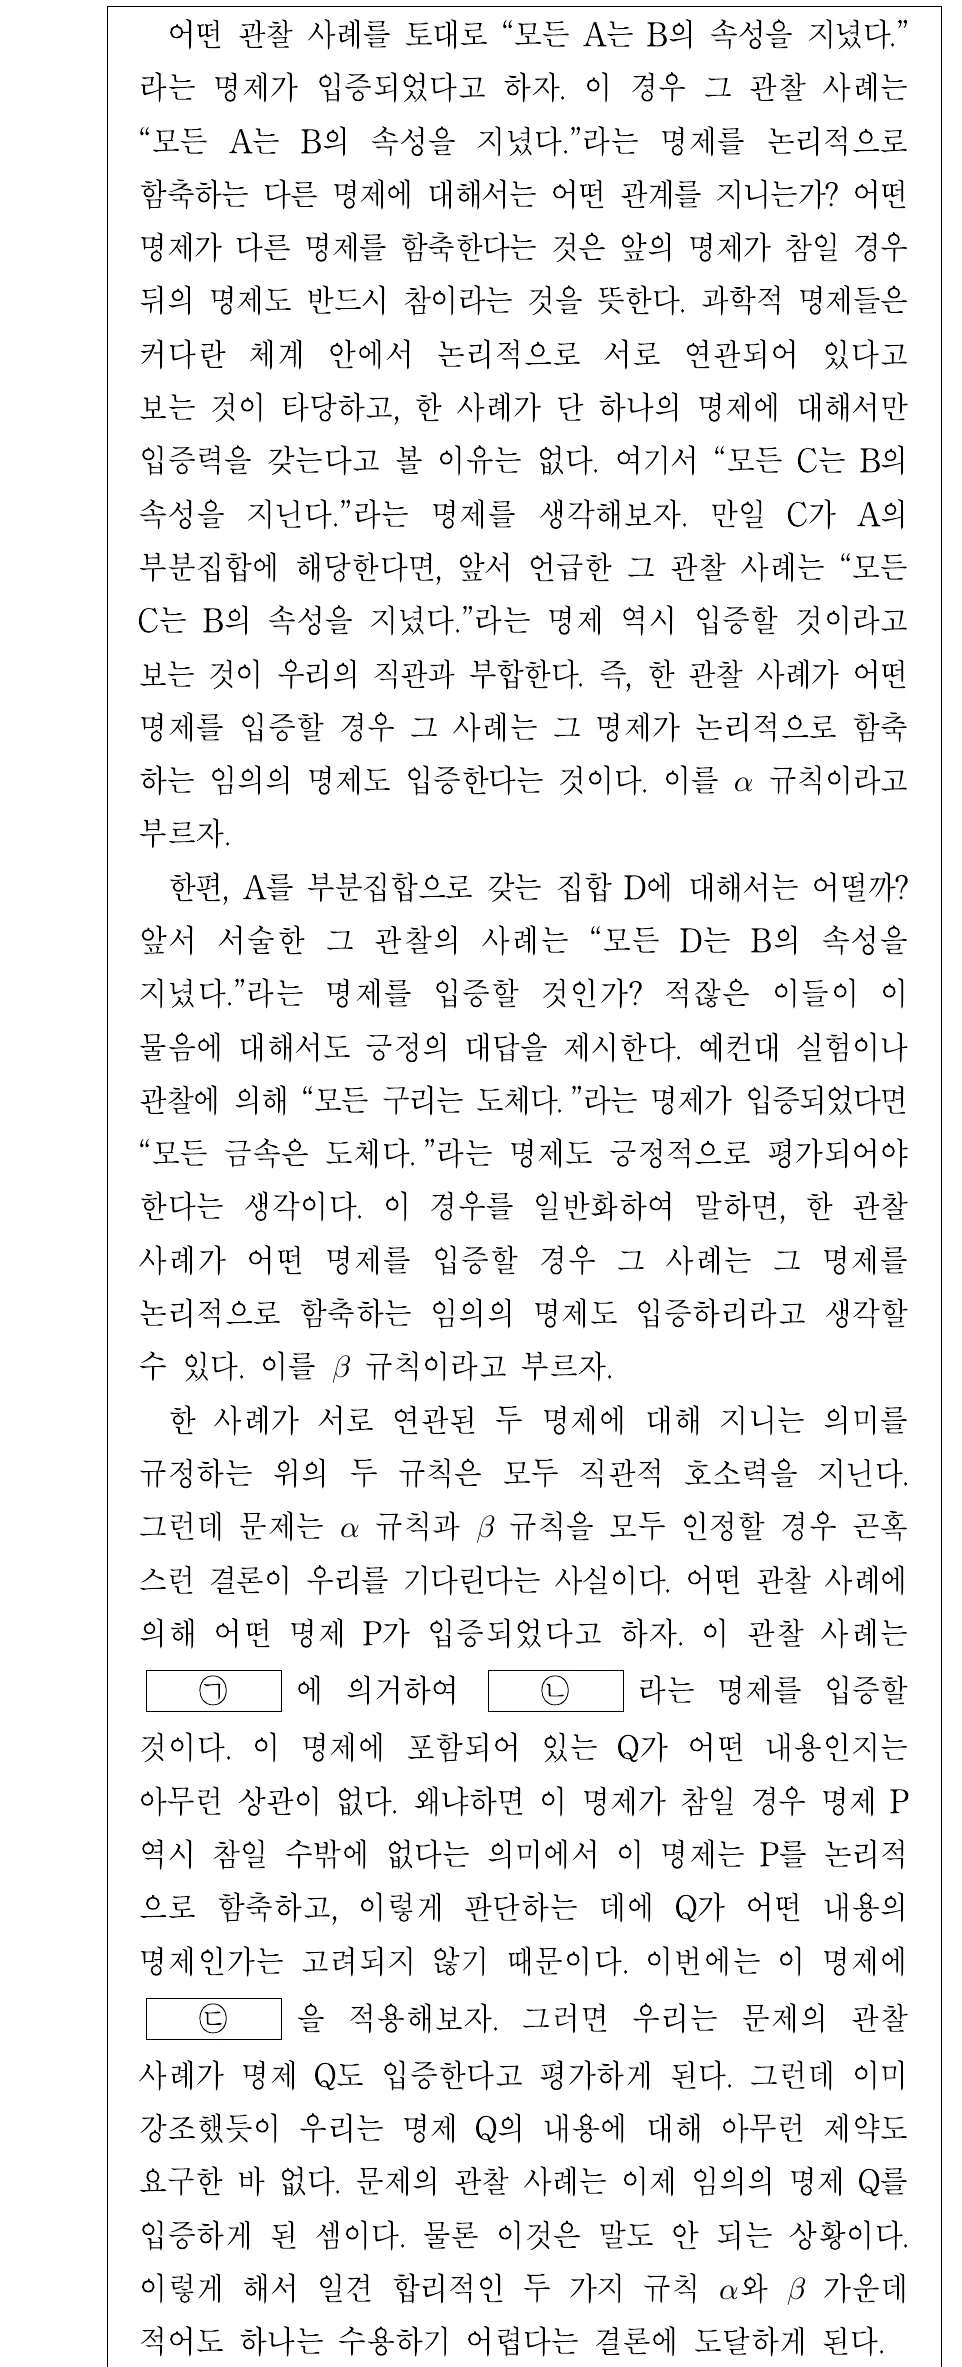 어떤 관찰 사례를 토대로 “모든 A는 B의 속성을 지녔다.”
라는 명제가 입증되었다고 하자. 이 경우 그 관찰 사례는
“모든 A는 B의 속성을 지녔다.”라는 명제를 논리적으로
함축하는 다른 명제에 대해서는 어떤 관계를 지니는가? 어떤
명제가 다른 명제를 함축한다는 것은 앞의 명제가 참일 경우
뒤의 명제도 반드시 참이라는 것을 뜻한다. 과학적 명제들은
커다란 체계 안에서 논리적으로 서로 연관되어 있다고
보는 것이 타당하고, 한 사례가 단 하나의 명제에 대해서만
입증력을 갖는다고 볼 이유는 없다. 여기서 “모든 C는 B의
속성을 지닌다.”라는 명제를 생각해보자. 만일 C가 A의
부분집합에 해당한다면, 앞서 언급한 그 관찰 사례는 “모든
C는 B의 속성을 지녔다.”라는 명제 역시 입증할 것이라고
보는 것이 우리의 직관과 부합한다. 즉, 한 관찰 사례가 어떤
명제를 입증할 경우 그 사례는 그 명제가 논리적으로 함축
하는 임의의 명제도 입증한다는 것이다. 이를 α 규칙이라고
부르자.
한편, A를 부분집합으로 갖는 집합 D에 대해서는 어떨까?
앞서 서술한 그 관찰의 사례는 “모든 D는 B의 속성을
지녔다.”라는 명제를 입증할 것인가? 적잖은 이들이 이
물음에 대해서도 긍정의 대답을 제시한다. 예컨대 실험이나
관찰에 의해 “모든 구리는 도체다.”라는 명제가 입증되었다면
“모든 금속은 도체다.”라는 명제도 긍정적으로 평가되어야
한다는 생각이다. 이 경우를 일반화하여 말하면, 한 관찰
사례가 어떤 명제를 입증할 경우 그 사례는 그 명제를
논리적으로 함축하는 임의의 명제도 입증하리라고 생각할
수 있다. 이를 β 규칙이라고 부르자.
한 사례가 서로 연관된 두 명제에 대해 지니는 의미를
규정하는 위의 두 규칙은 모두 직관적 호소력을 지닌다.
그런데 문제는 α 규칙과 β 규칙을 모두 인정할 경우 곤혹
스런 결론이 우리를 기다린다는 사실이다. 어떤 관찰 사례에
의해 어떤 명제 P가 입증되었다고 하자. 이 관찰 사례는
㉠ 에 의거하여 ㉡ 라는 명제를 입증할
것이다. 이 명제에 포함되어 있는 Q가 어떤 내용인지는
아무런 상관이 없다. 왜냐하면 이 명제가 참일 경우 명제 P
역시 참일 수밖에 없다는 의미에서 이 명제는 P를 논리적
으로 함축하고, 이렇게 판단하는 데에 Q가 어떤 내용의
명제인가는 고려되지 않기 때문이다. 이번에는 이 명제에
㉢ 을 적용해보자. 그러면 우리는 문제의 관찰
사례가 명제 Q도 입증한다고 평가하게 된다. 그런데 이미
강조했듯이 우리는 명제 Q의 내용에 대해 아무런 제약도
요구한 바 없다. 문제의 관찰 사례는 이제 임의의 명제 Q를
입증하게 된 셈이다. 물론 이것은 말도 안 되는 상황이다.
이렇게 해서 일견 합리적인 두 가지 규칙 α와 β 가운데
적어도 하나는 수용하기 어렵다는 결론에 도달하게 된다.